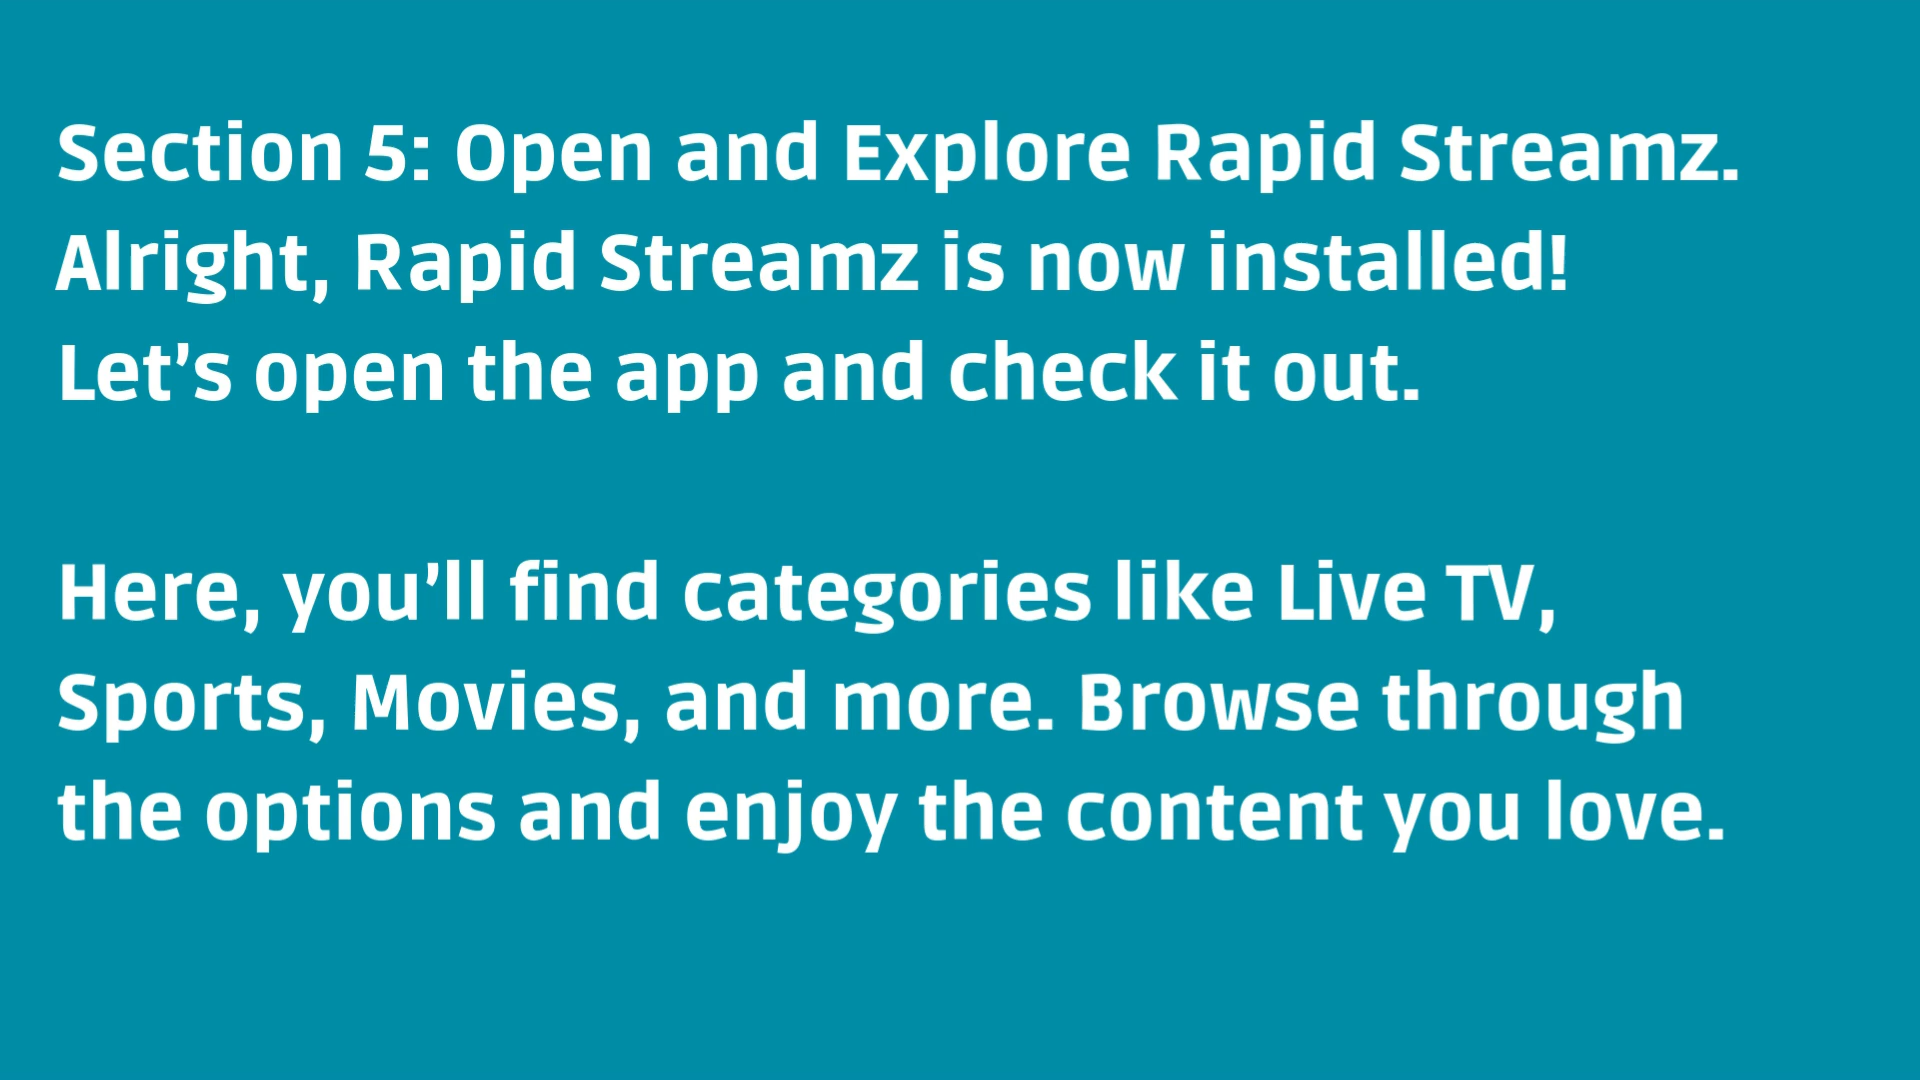 Section 5: Open and Explore Rapid Streamz.
Alright, Rapid Streamz is now installed!
Let’s open the app and check it out.
Here, you’ll find categories like Live TV,
Sports, Movies, and more. Browse through
the options and enjoy the content you love.